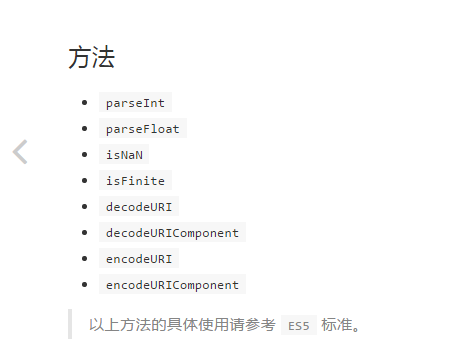 方法
parseInt
parseFloat
isNaN
isFinite
decodeURI
decodeURIComponent
encodeURI
encodeURIComponent
以上方法的具体使用请参考 ES5 标准。